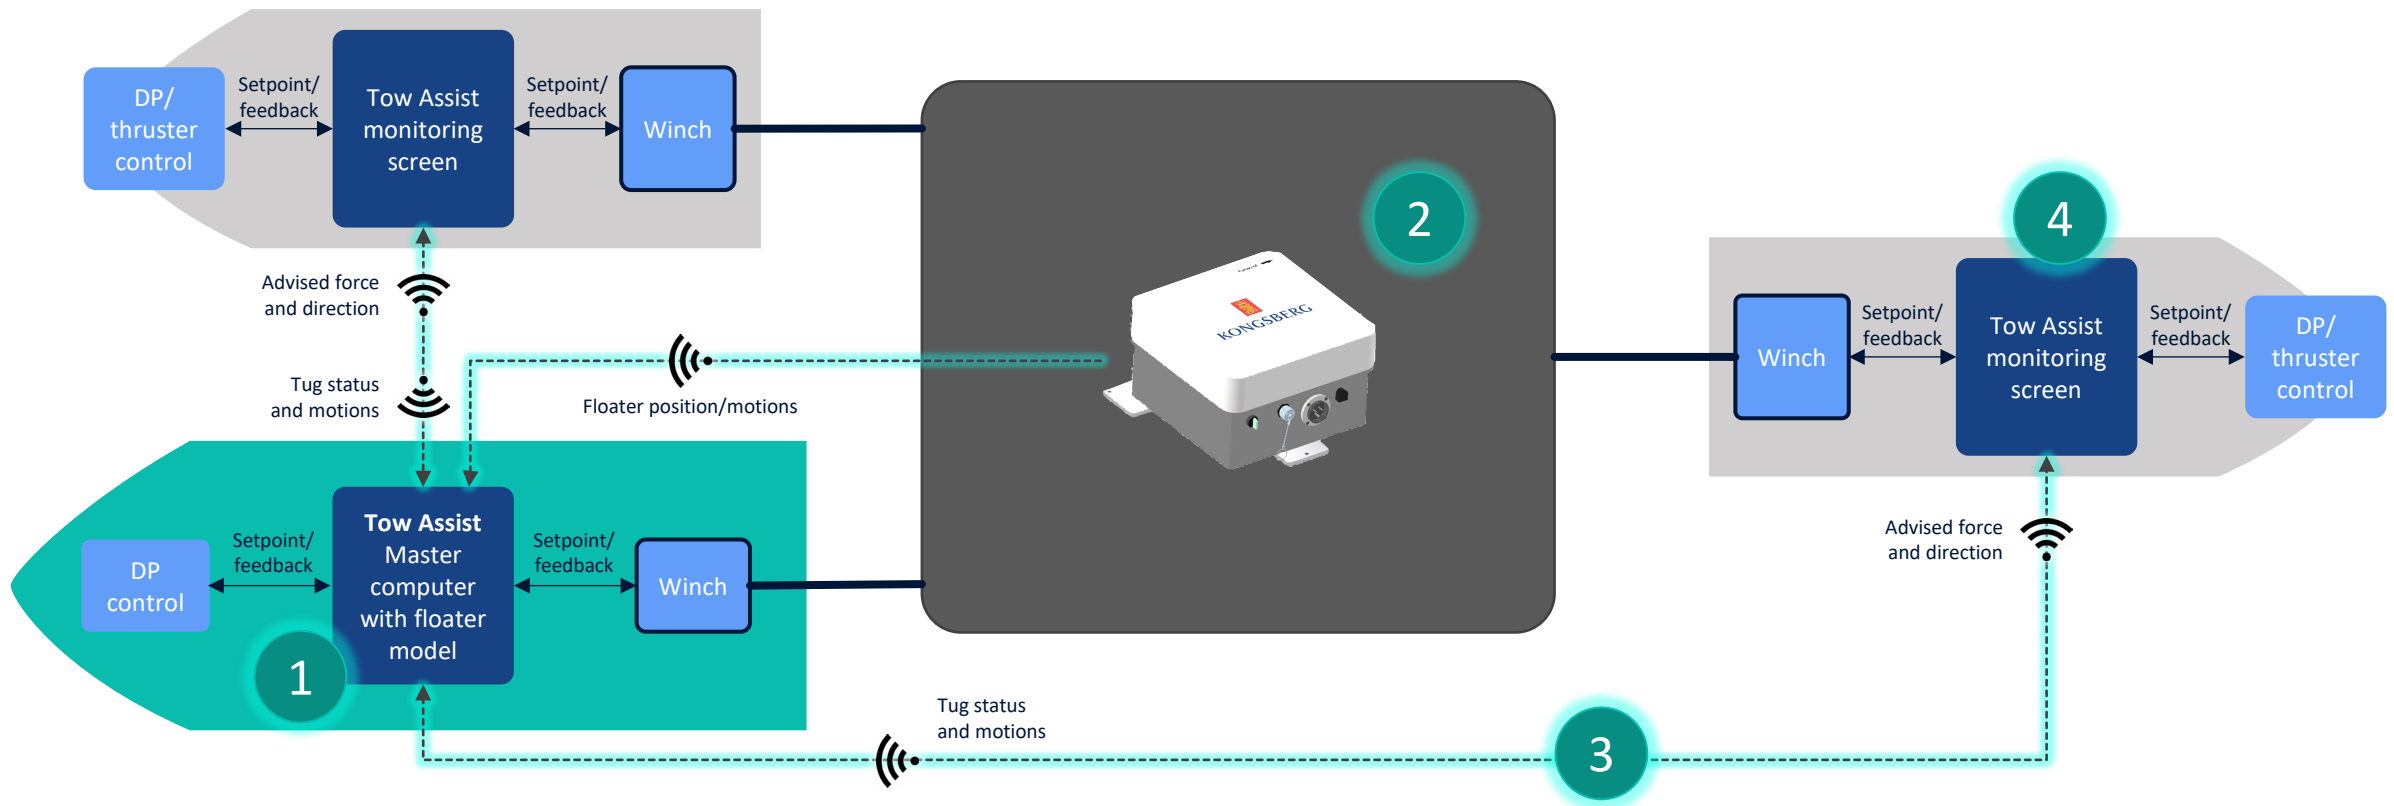 DP/
thruster
control
Setpoint/
feedback
Tow Assist
monitoring
screen
Setpoint/
feedback
Winch
Advised force
and direction
Tug status
and motions
Floater position/motions
DP
control
Setpoint/
feedback
Tow Assist
Master
computer
with floater
model
Setpoint/
feedback
Winch
1
2
KONGSBERG
Tug status
and motions
3
4
Winch
Setpoint/
feedback
Tow Assist
monitoring
screen
Setpoint/
feedback
DP/
thruster
control
Advised force
and direction